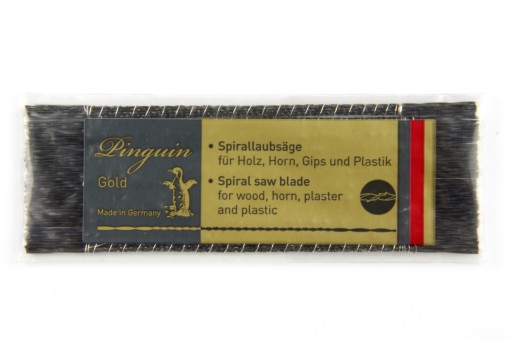 Pinguin
Gold
Made in Germany
• Spirallaubsäge
für Holz, Horn, Gips und Plastik
• Spiral saw blade
for wood, horn, plaster
and plastic